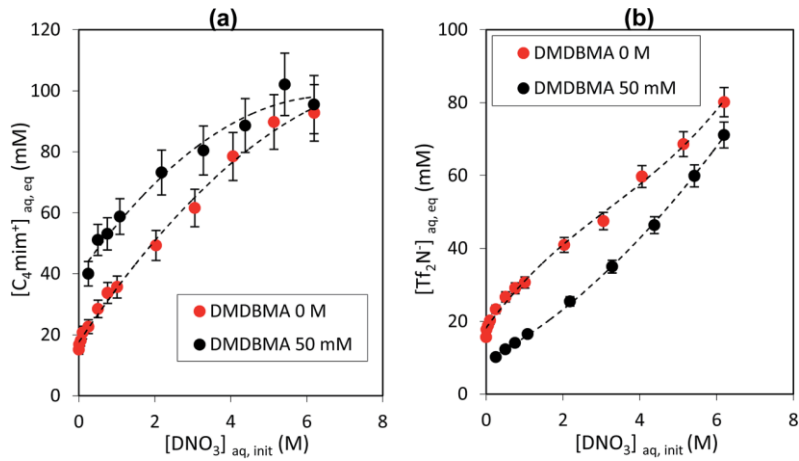 (a)
120
100
80
60
40
20
0
[C₄mim⁺] aq, eq (mM)
DMDBMA 0 M
DMDBMA 50 mM
0 2 4 6 8
[DNO₃] aq, init (M)
(b)
100
80
60
40
20
0
[Tf₂N⁻] aq, eq (mM)
DMDBMA 0 M
DMDBMA 50 mM
0 2 4 6 8
[DNO₃] aq, init (M)